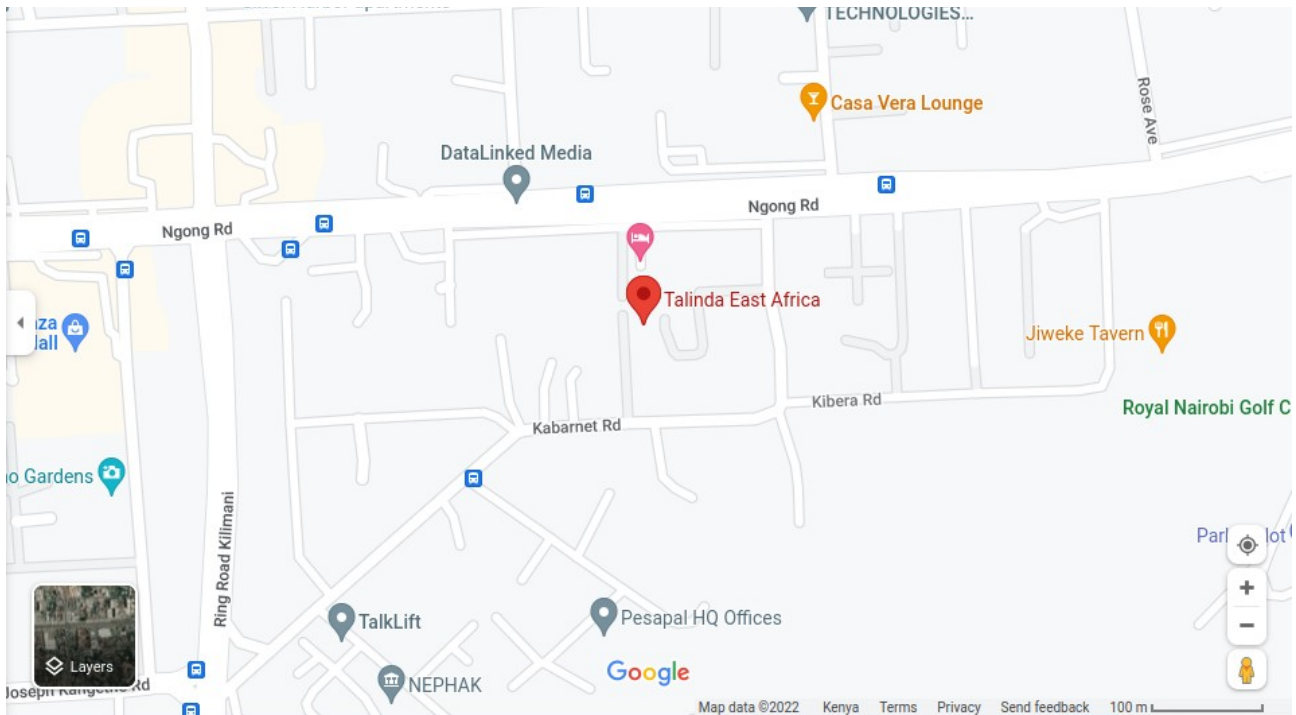 TECHNOLOGIES...
Casa Vera Lounge
Rose Ave
DataLinked Media
Ngong Rd
Ngong Rd
Talinda East Africa
Jiweke Tavern
Kibera Rd
Royal Nairobi Golf C
Kabarnet Rd
Gardens
Ring Road Kilimani
TalkLift
Pesapal HQ Offices
NEPHAK
Layers
Google
Map data ©2022 Kenya Terms Privacy Send feedback 100 m